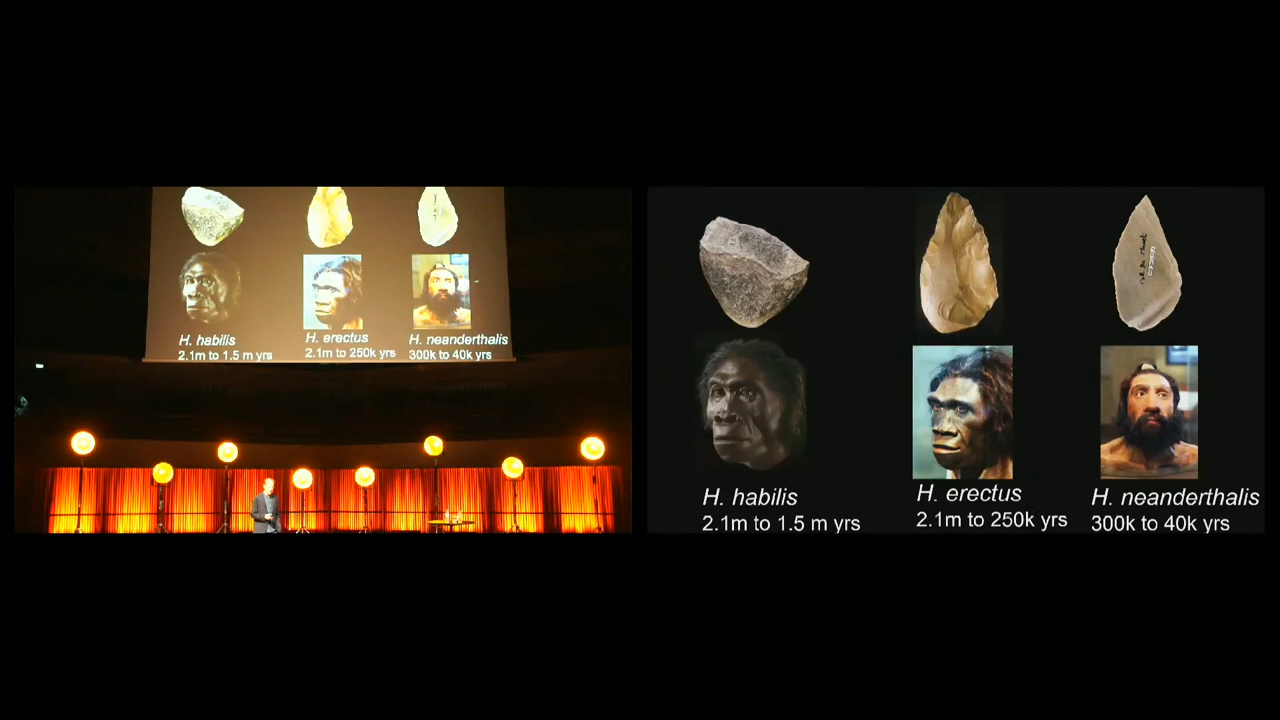 H. habilis
2.1m to 1.5 m yrs
H. erectus
2.1m to 250k yrs
H. neanderthalis
300k to 40k yrs
H. habilis
2.1m to 1.5 m yrs
H. erectus
2.1m to 250k yrs
H. neanderthalis
300k to 40k yrs